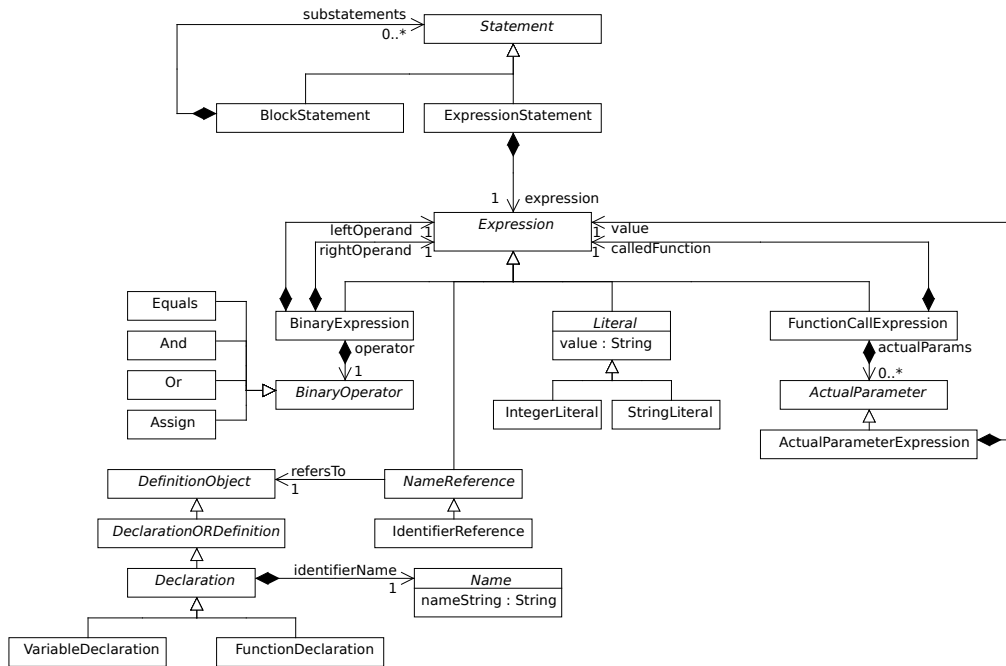 substatements
0..*
Statement
BlockStatement
ExpressionStatement
1
expression
leftOperand
1
Expression
1
value
rightOperand
1
1
calledFunction
Equals
And
Or
Assign
BinaryExpression
operator
1
BinaryOperator
Literal
value : String
IntegerLiteral
StringLiteral
FunctionCallExpression
actualParams
0..*
ActualParameter
ActualParameterExpression
DefinitionObject
refersTo
1
NameReference
DeclarationORDefinition
IdentifierReference
Declaration
identifierName
1
Name
nameString : String
VariableDeclaration
FunctionDeclaration